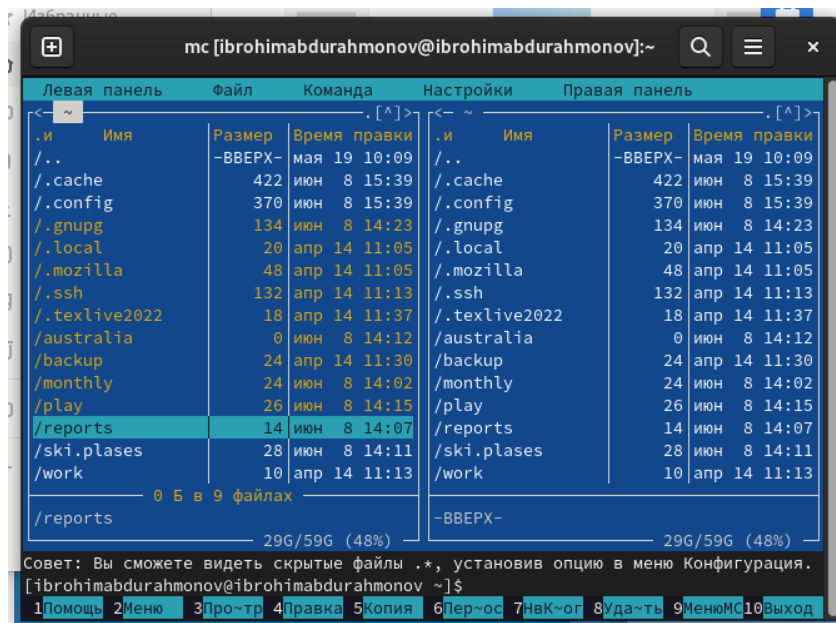 Избранные
mc [ibrohimabdurahmonov@ibrohimabdurahmonov]:~
Левая панель Файл Команда Настройки Правая панель
<— ~ .[^]> <— ~ .[^]>
.и Имя Размер Время правки .и Имя Размер Время правки
/.. -ВВЕРХ- мая 19 10:09 /.. -ВВЕРХ- мая 19 10:09
/.cache 422 июн 8 15:39 /.cache 422 июн 8 15:39
/.config 370 июн 8 15:39 /.config 370 июн 8 15:39
/.gnupg 134 июн 8 14:23 /.gnupg 134 июн 8 14:23
/.local 20 апр 14 11:05 /.local 20 апр 14 11:05
/.mozilla 48 апр 14 11:05 /.mozilla 48 апр 14 11:05
/.ssh 132 апр 14 11:13 /.ssh 132 апр 14 11:13
/.texlive2022 18 апр 14 11:37 /.texlive2022 18 апр 14 11:37
/australia 0 июн 8 14:12 /australia 0 июн 8 14:12
/backup 24 апр 14 11:30 /backup 24 апр 14 11:30
/monthly 24 июн 8 14:02 /monthly 24 июн 8 14:02
/play 26 июн 8 14:15 /play 26 июн 8 14:15
/reports 14 июн 8 14:07 /reports 14 июн 8 14:07
/ski.plases 28 июн 8 14:11 /ski.plases 28 июн 8 14:11
/work 10 апр 14 11:13 /work 10 апр 14 11:13
0 Б в 9 файлах
/reports -ВВЕРХ-
29G/59G (48%) 29G/59G (48%)
Совет: Вы сможете видеть скрытые файлы .*, установив опцию в меню Конфигурация.
[ibrohimabdurahmonov@ibrohimabdurahmonov ~]$
1Помощь 2Меню 3Про~тр 4Правка 5Копия 6Пер~ос 7НвК~ог 8Уда~ть 9МенюMC10Выход